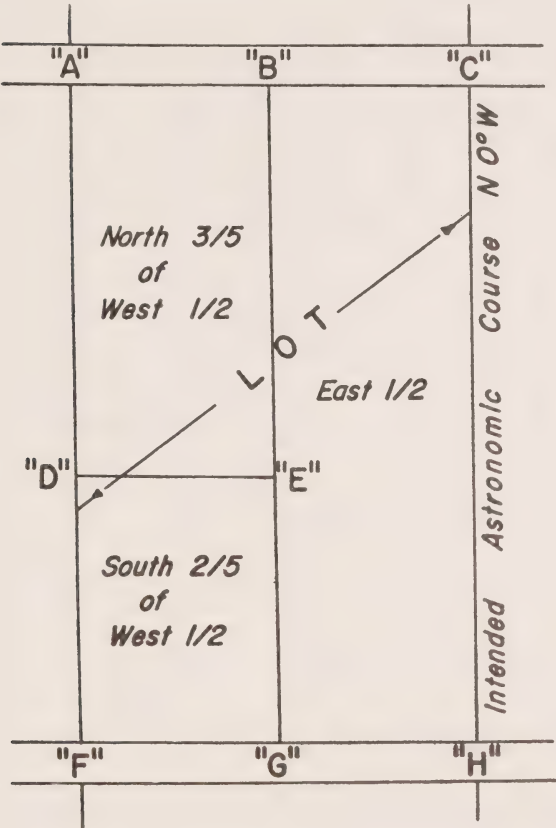 "A" "B" "C"
North 3/5
of
West 1/2
LOT
East 1/2
Intended Astronomic Course N 0° W
"D" "E"
South 2/5
of
West 1/2
"F" "G" "H"